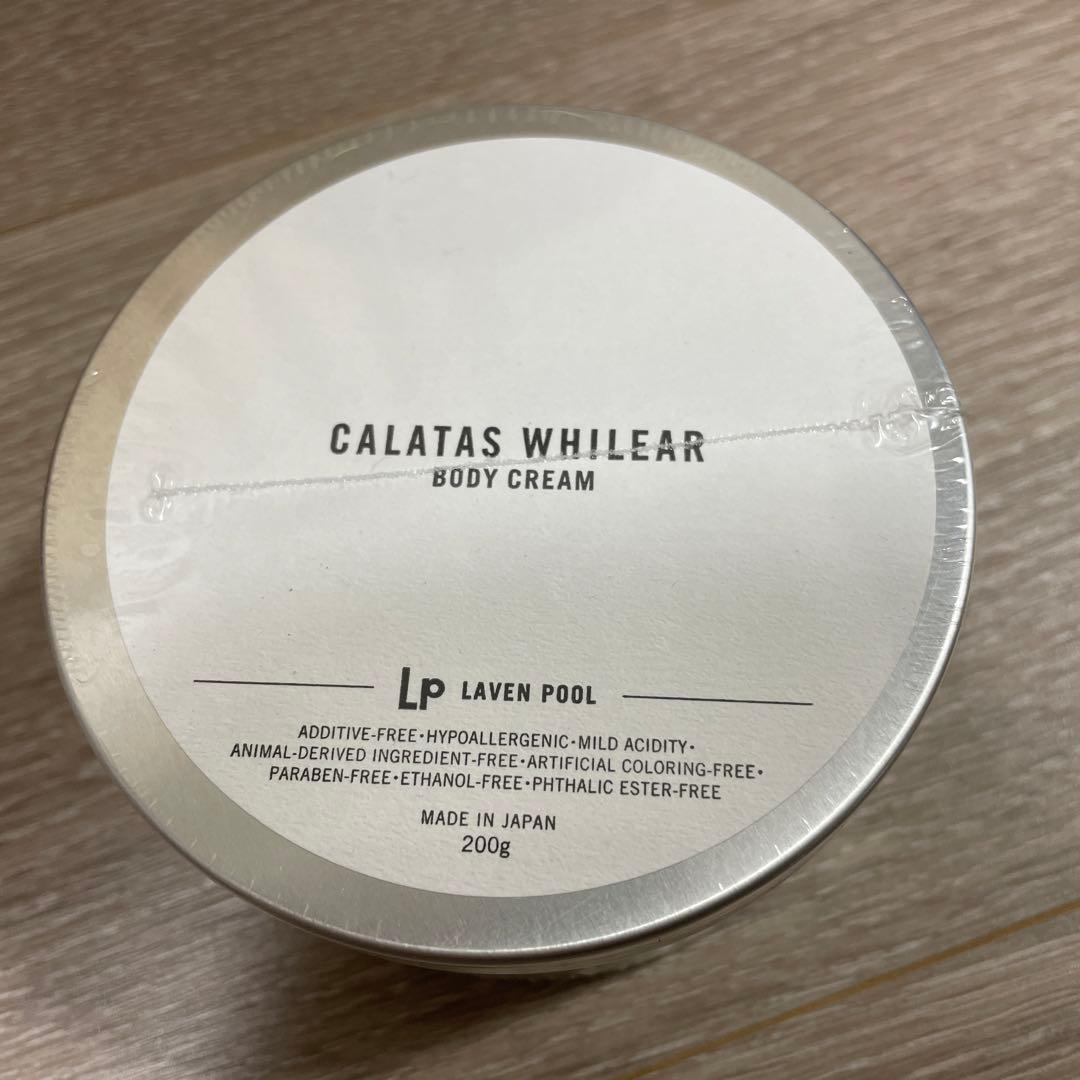 CALATAS WHILEAR
BODY CREAM
Lp LAVEN POOL
ADDITIVE-FREE・HYPOALLERGENIC・MILD ACIDITY・
ANIMAL-DERIVED INGREDIENT-FREE・ARTIFICIAL COLORING-FREE・
PARABEN-FREE・ETHANOL-FREE・PHTHALIC ESTER-FREE
MADE IN JAPAN
200g